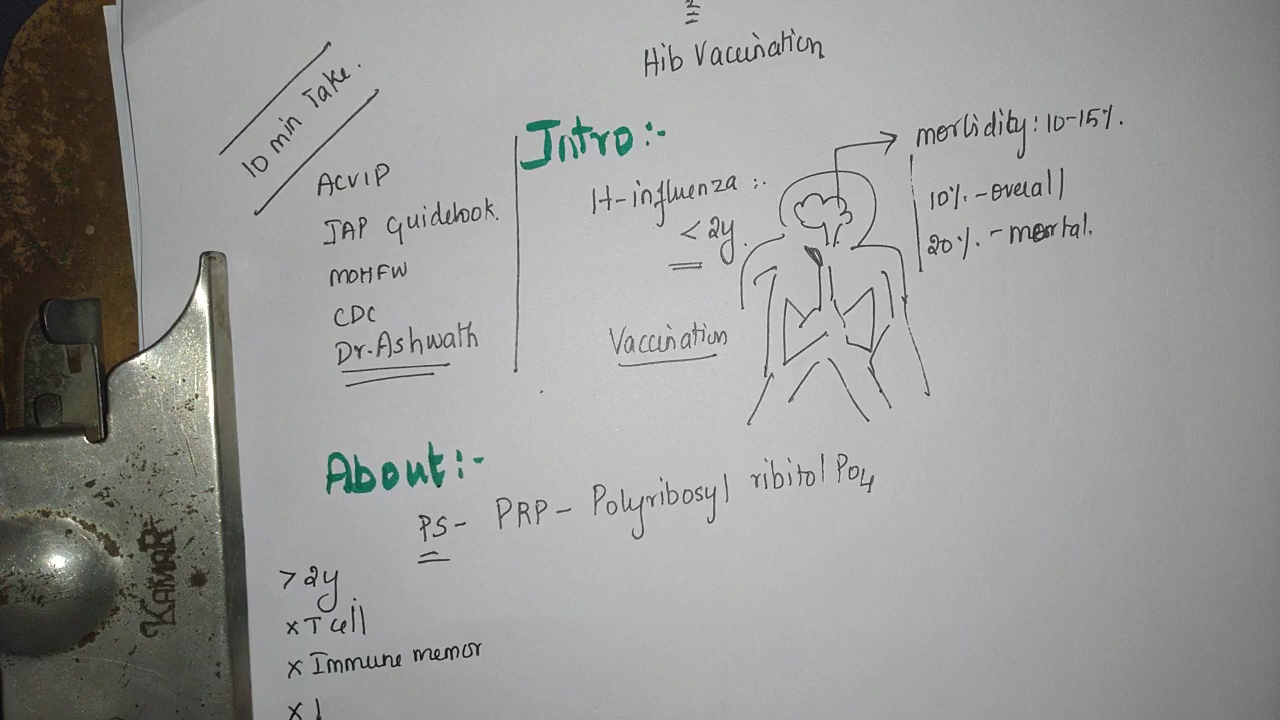 Hib Vaccination
10 min Take.
ACVIP
IAP Guidebook.
MOHFW
CDC
Dr. Ashwath
Intro:-
H-influenza :.
< 2y.
Vaccination
morbidity: 10-15%.
10%. - overall
20%. - mortal.
About:-
PS - PRP - Polyribosyl ribitol PO4
> 2y
x T cell
x Immune memor
x
KAMAR